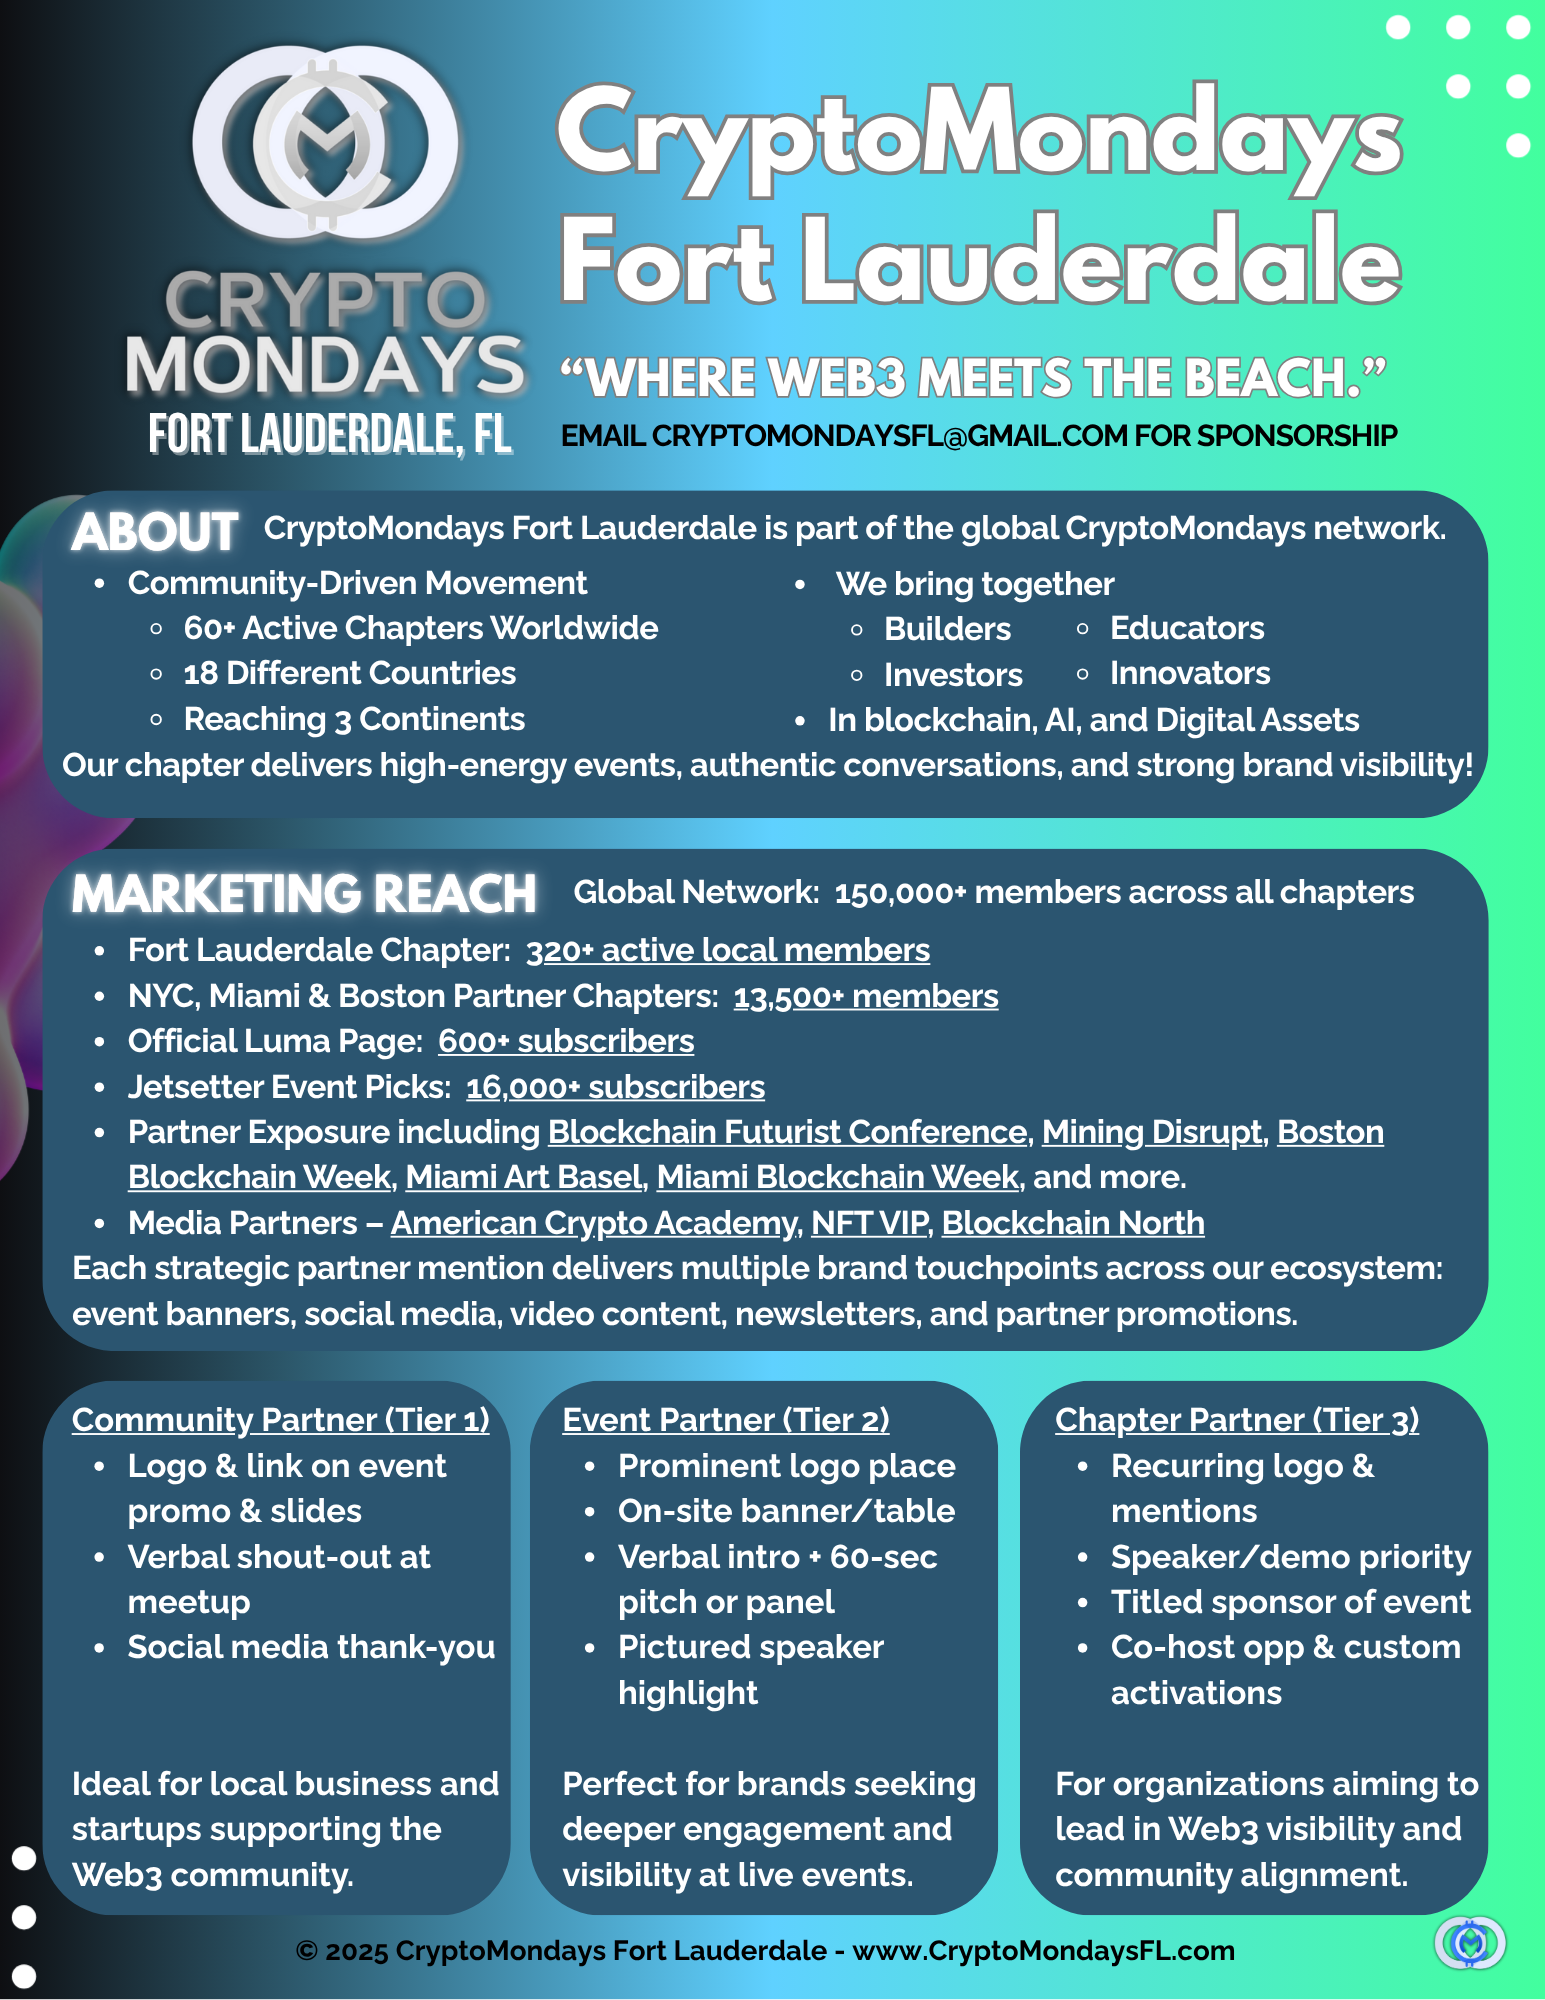 CRYPTO
MONDAYS
FORT LAUDERDALE, FL
CryptoMondays
Fort Lauderdale
“WHERE WEB3 MEETS THE BEACH.”
EMAIL CRYPTOMONDAYSFL@GMAIL.COM FOR SPONSORSHIP
ABOUT CryptoMondays Fort Lauderdale is part of the global CryptoMondays network.
• Community-Driven Movement
◦ 60+ Active Chapters Worldwide
◦ 18 Different Countries
◦ Reaching 3 Continents
• We bring together
◦ Builders ◦ Educators
◦ Investors ◦ Innovators
• In blockchain, AI, and Digital Assets
Our chapter delivers high-energy events, authentic conversations, and strong brand visibility!
MARKETING REACH Global Network: 150,000+ members across all chapters
• Fort Lauderdale Chapter: 320+ active local members
• NYC, Miami & Boston Partner Chapters: 13,500+ members
• Official Luma Page: 600+ subscribers
• Jetsetter Event Picks: 16,000+ subscribers
• Partner Exposure including Blockchain Futurist Conference, Mining Disrupt, Boston
Blockchain Week, Miami Art Basel, Miami Blockchain Week, and more.
• Media Partners – American Crypto Academy, NFT VIP, Blockchain North
Each strategic partner mention delivers multiple brand touchpoints across our ecosystem:
event banners, social media, video content, newsletters, and partner promotions.
Community Partner (Tier 1)
• Logo & link on event
promo & slides
• Verbal shout-out at
meetup
• Social media thank-you
Ideal for local business and
startups supporting the
Web3 community.
Event Partner (Tier 2)
• Prominent logo place
• On-site banner/table
• Verbal intro + 60-sec
pitch or panel
• Pictured speaker
highlight
Perfect for brands seeking
deeper engagement and
visibility at live events.
Chapter Partner (Tier 3)
• Recurring logo &
mentions
• Speaker/demo priority
• Titled sponsor of event
• Co-host opp & custom
activations
For organizations aiming to
lead in Web3 visibility and
community alignment.
© 2025 CryptoMondays Fort Lauderdale - www.CryptoMondaysFL.com